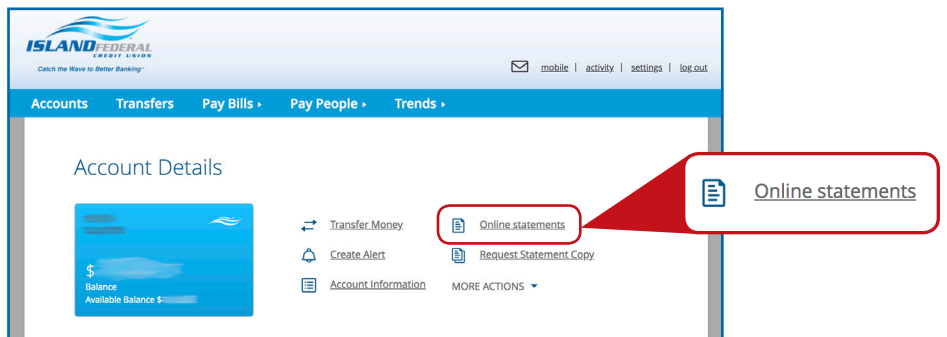 ISLANDFEDERAL
CREDIT UNION
Catch the Wave to Better Banking
mobile | activity | settings | log out
Accounts Transfers Pay Bills Pay People Trends
Account Details
Online statements
Transfer Money Online statements
Create Alert Request Statement Copy
$
Account Information MORE ACTIONS
Balance
Available Balance $